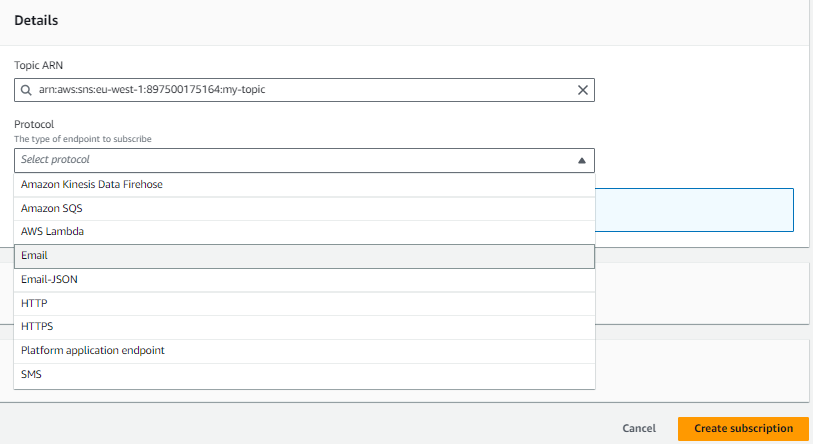 Details
Topic ARN
arn:aws:sns:eu-west-1:897500175164:my-topic
Protocol
The type of endpoint to subscribe
Select protocol
Amazon Kinesis Data Firehose
Amazon SQS
AWS Lambda
Email
Email-JSON
HTTP
HTTPS
Platform application endpoint
SMS
Cancel
Create subscription